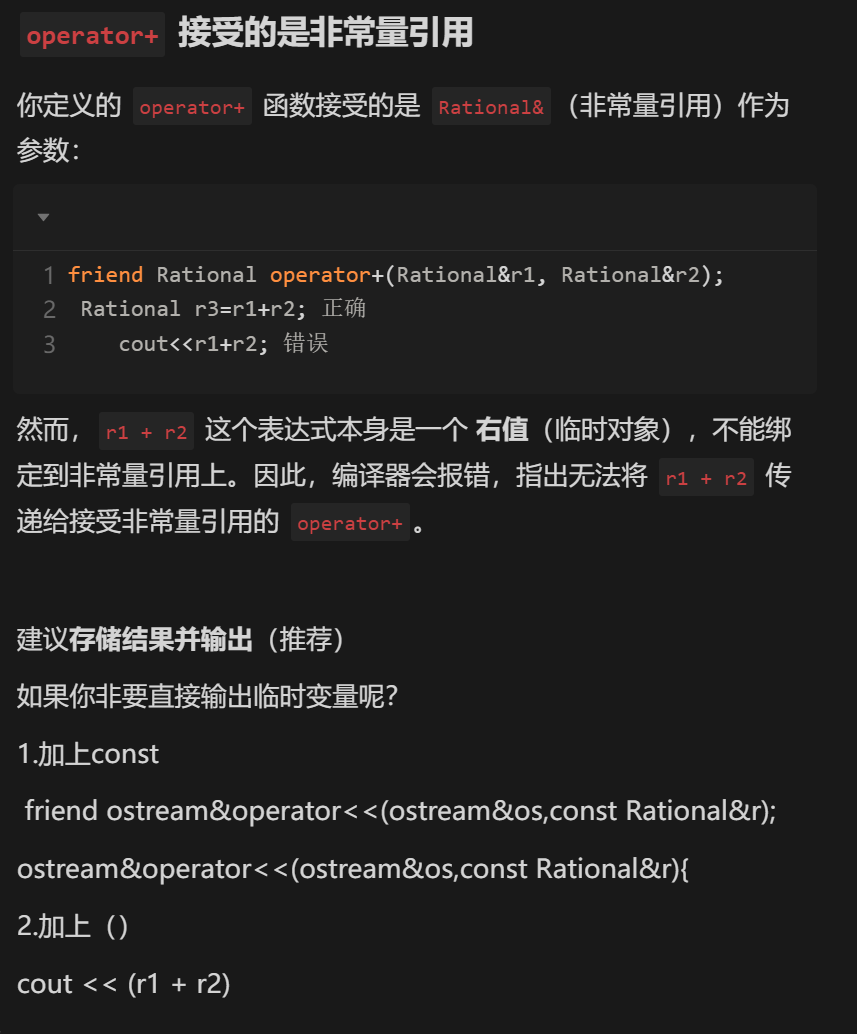 operator+ 接受的是非常量引用
你定义的 operator+ 函数接受的是 Rational& （非常量引用）作为
参数：
1 friend Rational operator+(Rational&r1, Rational&r2);
2 Rational r3=r1+r2; 正确
3 cout<<r1+r2; 错误
然而， r1 + r2 这个表达式本身是一个 右值（临时对象），不能绑
定到非常量引用上。因此，编译器会报错，指出无法将 r1 + r2 传
递给接受非常量引用的 operator+ 。
建议存储结果并输出（推荐）
如果你非要直接输出临时变量呢？
1.加上const
friend ostream&operator<<(ostream&os,const Rational&r);
ostream&operator<<(ostream&os,const Rational&r){
2.加上（）
cout << (r1 + r2)